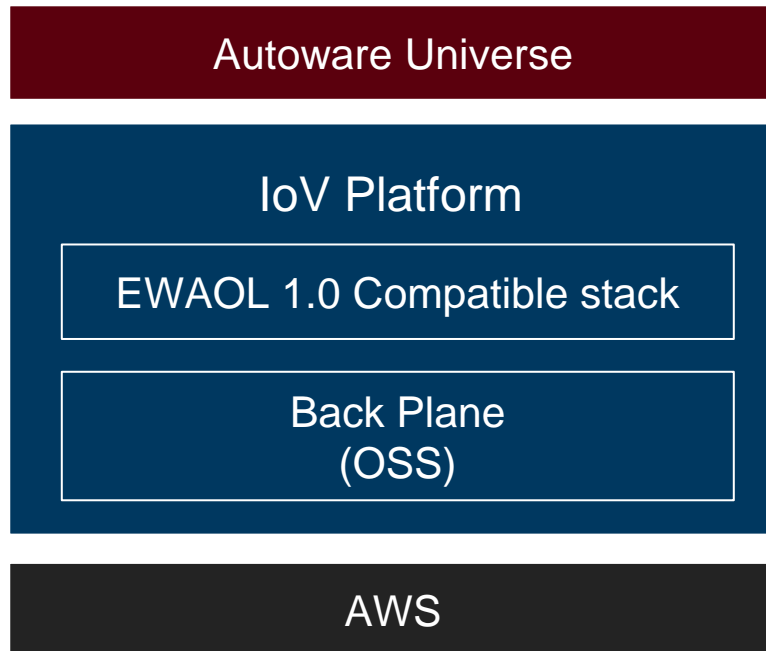 Autoware Universe
IoV Platform
EWAOL 1.0 Compatible stack
Back Plane
(OSS)
AWS